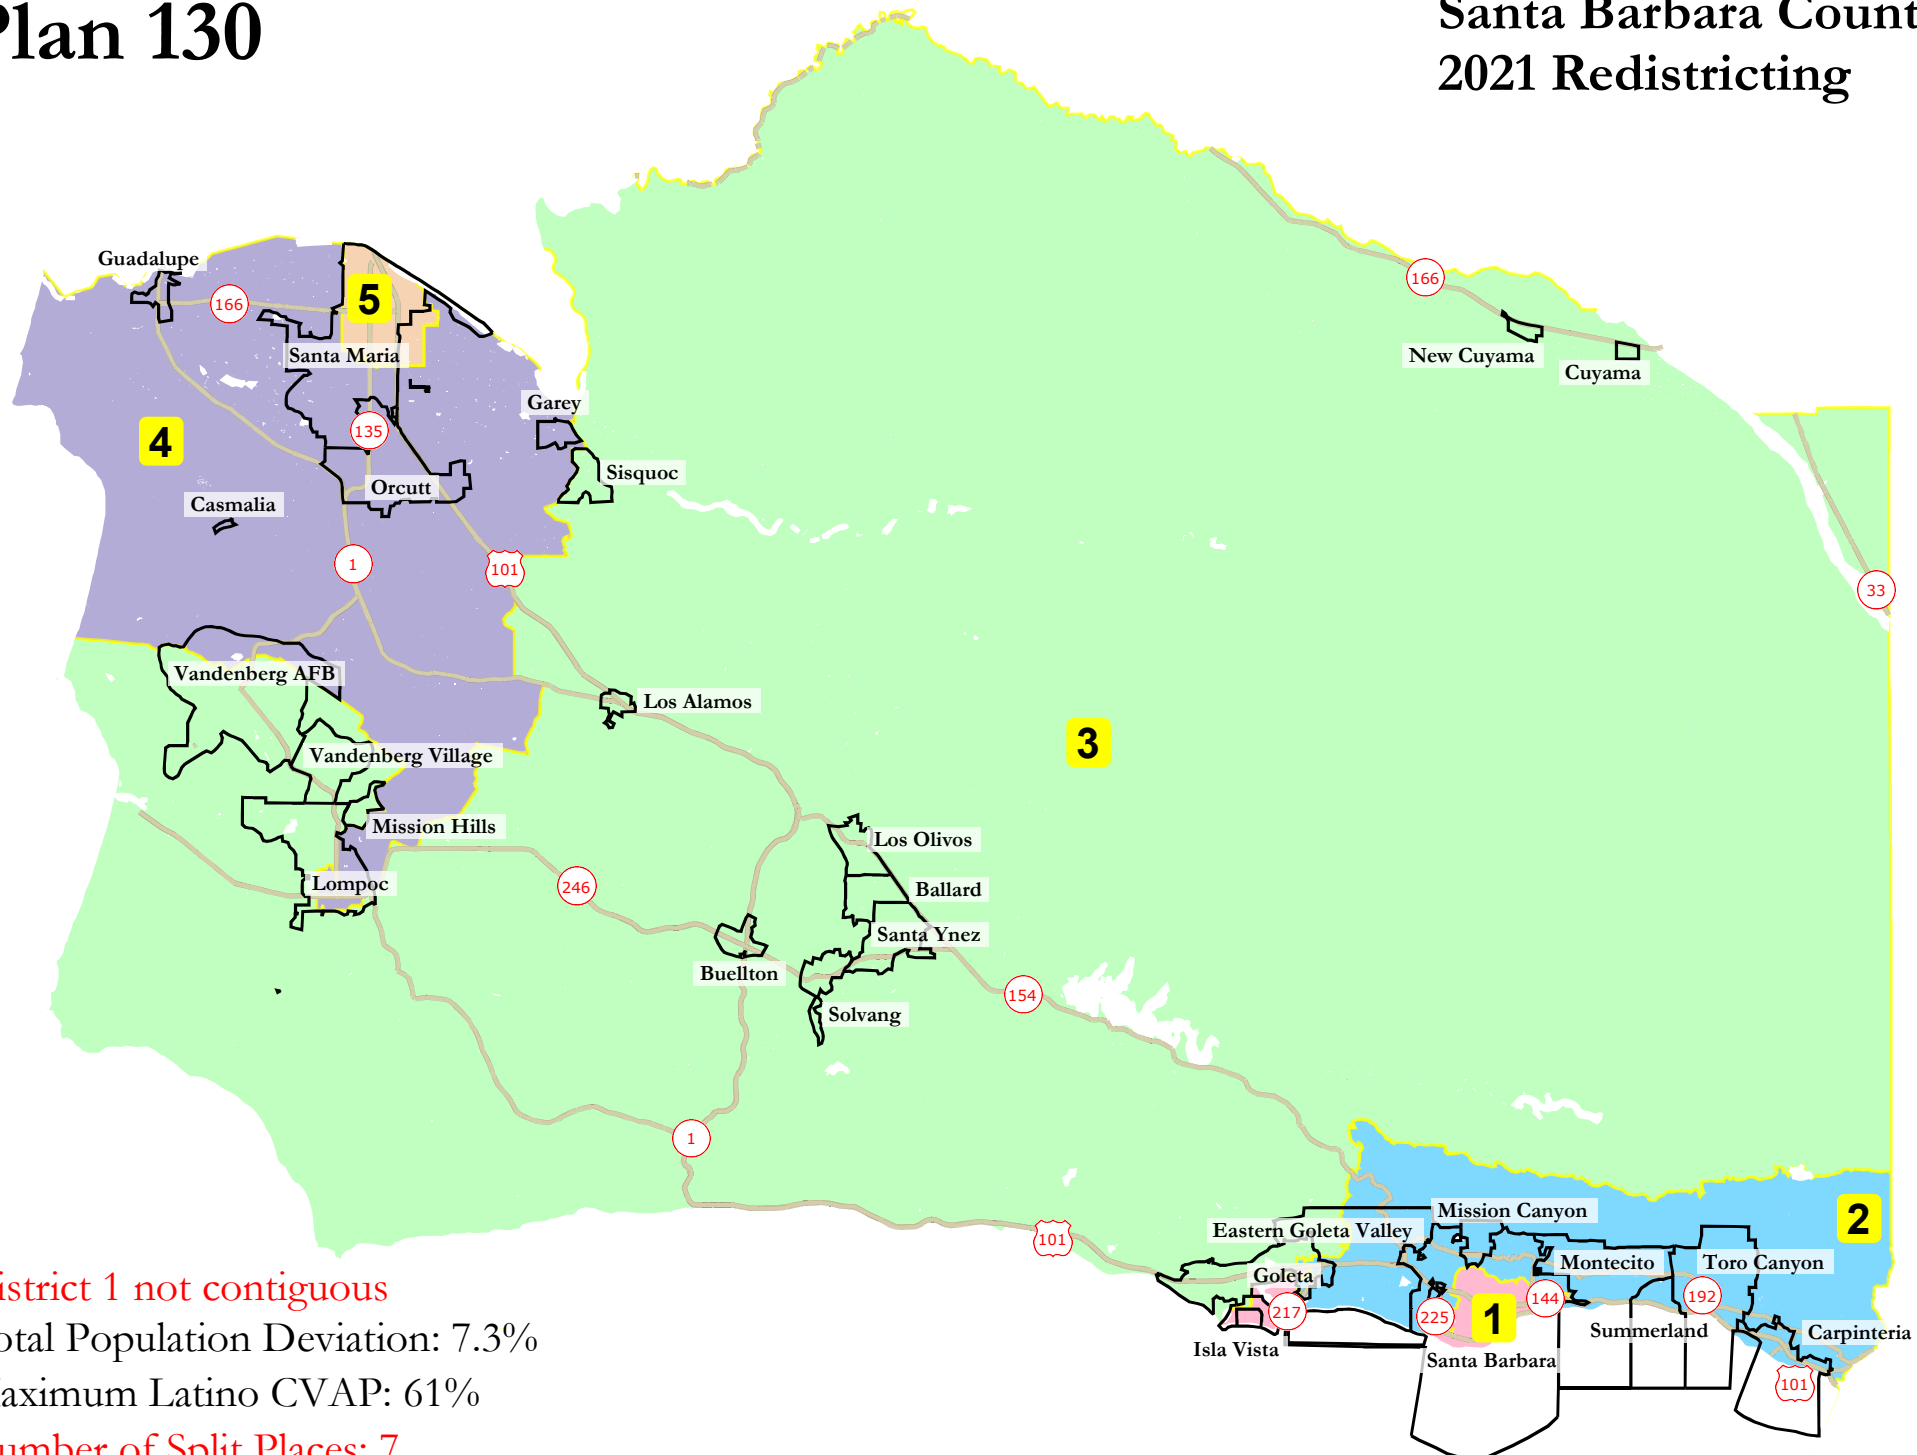 Plan 130
Santa Barbara Count
2021 Redistricting
Guadalupe
166
5
Santa Maria
166
New Cuyama
Cuyama
Garey
4
135
Sisquoc
Orcutt
Casmalia
1
101
33
Vandenberg AFB
Los Alamos
3
Vandenberg Village
Mission Hills
Los Olivos
Lompoc
246
Ballard
Santa Ynez
Buellton
154
Solvang
1
2
Mission Canyon
Eastern Goleta Valley
101
Montecito
Toro Canyon
Goleta
istrict 1 not contiguous
217
225
1
144
192
otal Population Deviation: 7.3%
Summerland
Carpinteria
Isla Vista
Santa Barbara
101
aximum Latino CVAP: 61%
umber of Split Places: 7